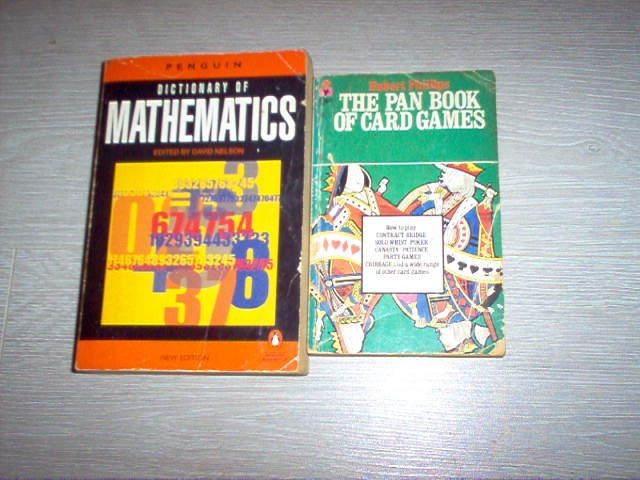 PENGUIN
DICTIONARY OF
MATHEMATICS
EDITED BY DAVID NELSON
674754
NEW EDITION
Hubert Phillips
THE PAN BOOK
OF CARD GAMES
How to play
CONTRACT BRIDGE
SOLO WHIST POKER
CANASTA PATIENCE
PARTY GAMES
CRIBBAGE and a wide range
of other card games